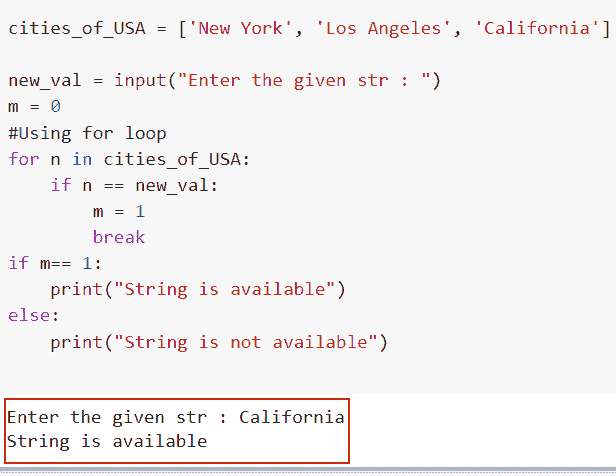 cities_of_USA = ['New York', 'Los Angeles', 'California']
new_val = input("Enter the given str : ")
m = 0
#Using for loop
for n in cities_of_USA:
    if n == new_val:
        m = 1
        break
if m== 1:
    print("String is available")
else:
    print("String is not available")
Enter the given str : California
String is available